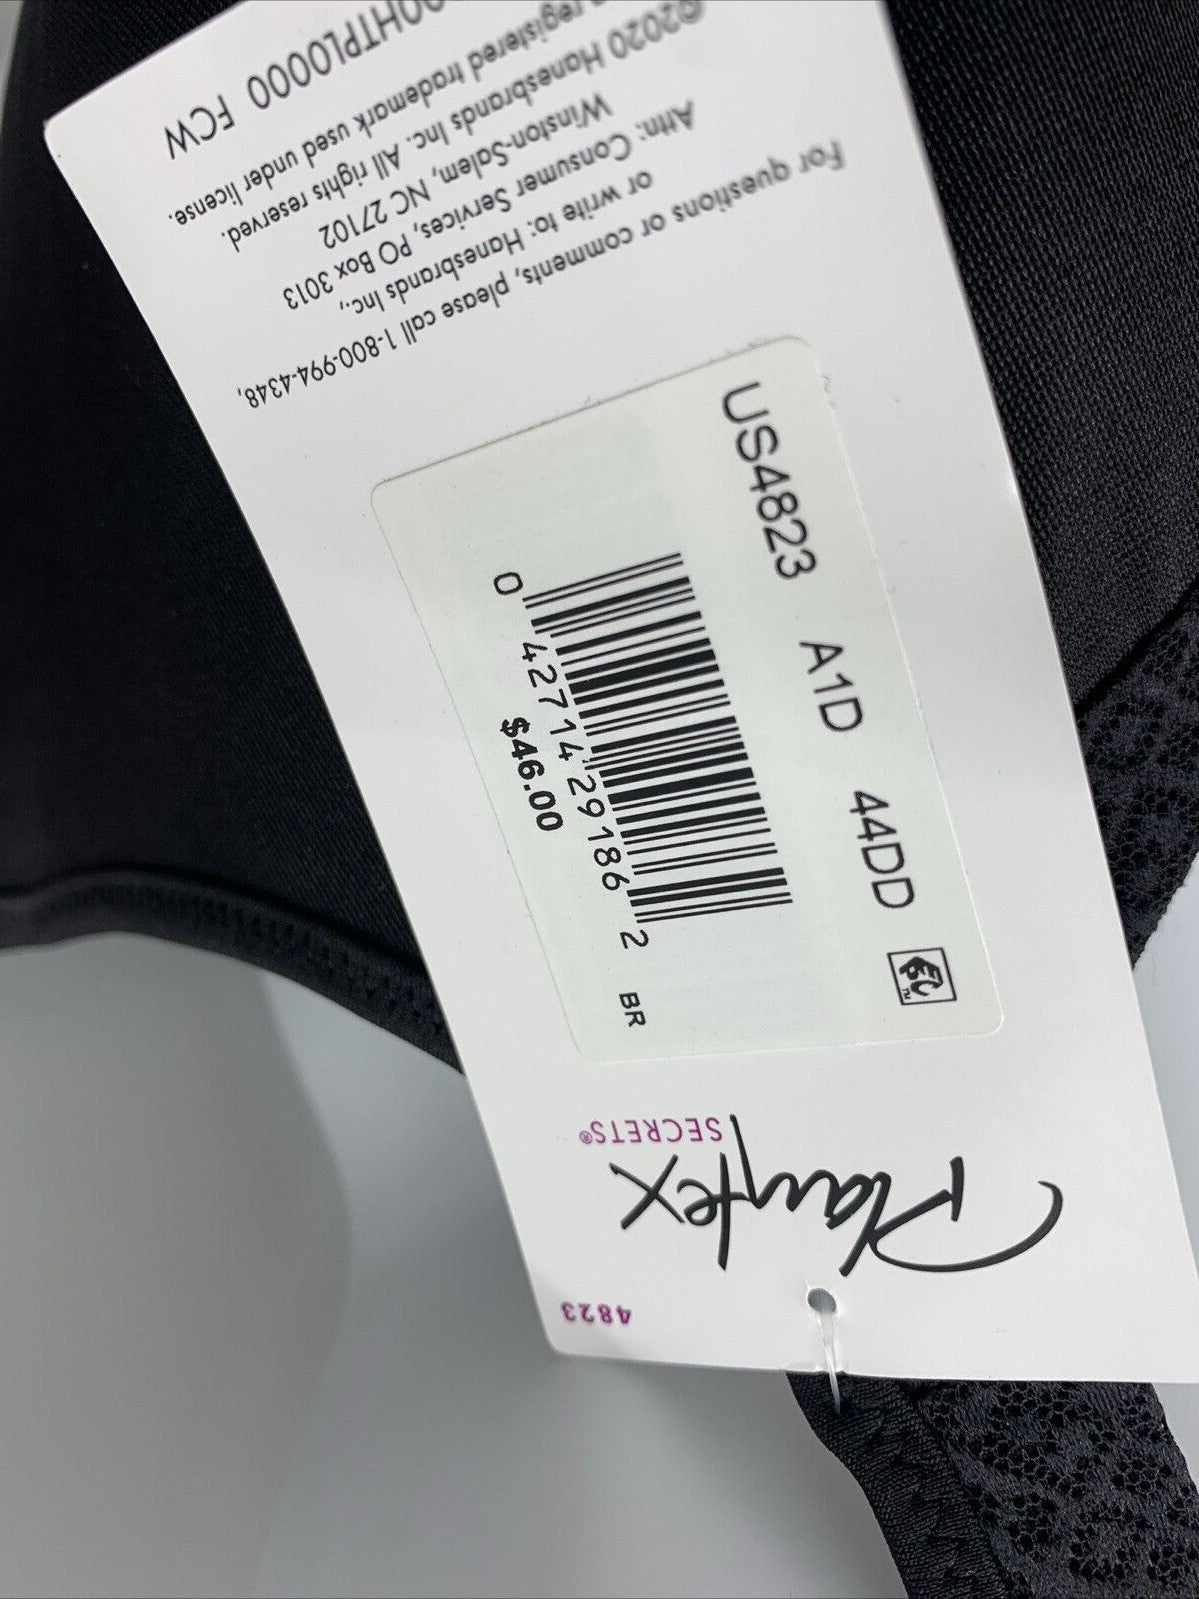 4823
Playtex
SECRETS®
US4823 A1D 44DD
EPC™
0 42714 29186 2 BR
$46.00
For questions or comments, please call 1-800-994-4348,
or write to: Hanesbrands Inc.,
Attn: Consumer Services, PO Box 3013
Winston-Salem, NC 27102
©2020 Hanesbrands Inc. All rights reserved.
registered trademark used under license.
0HTPL0000 FCW